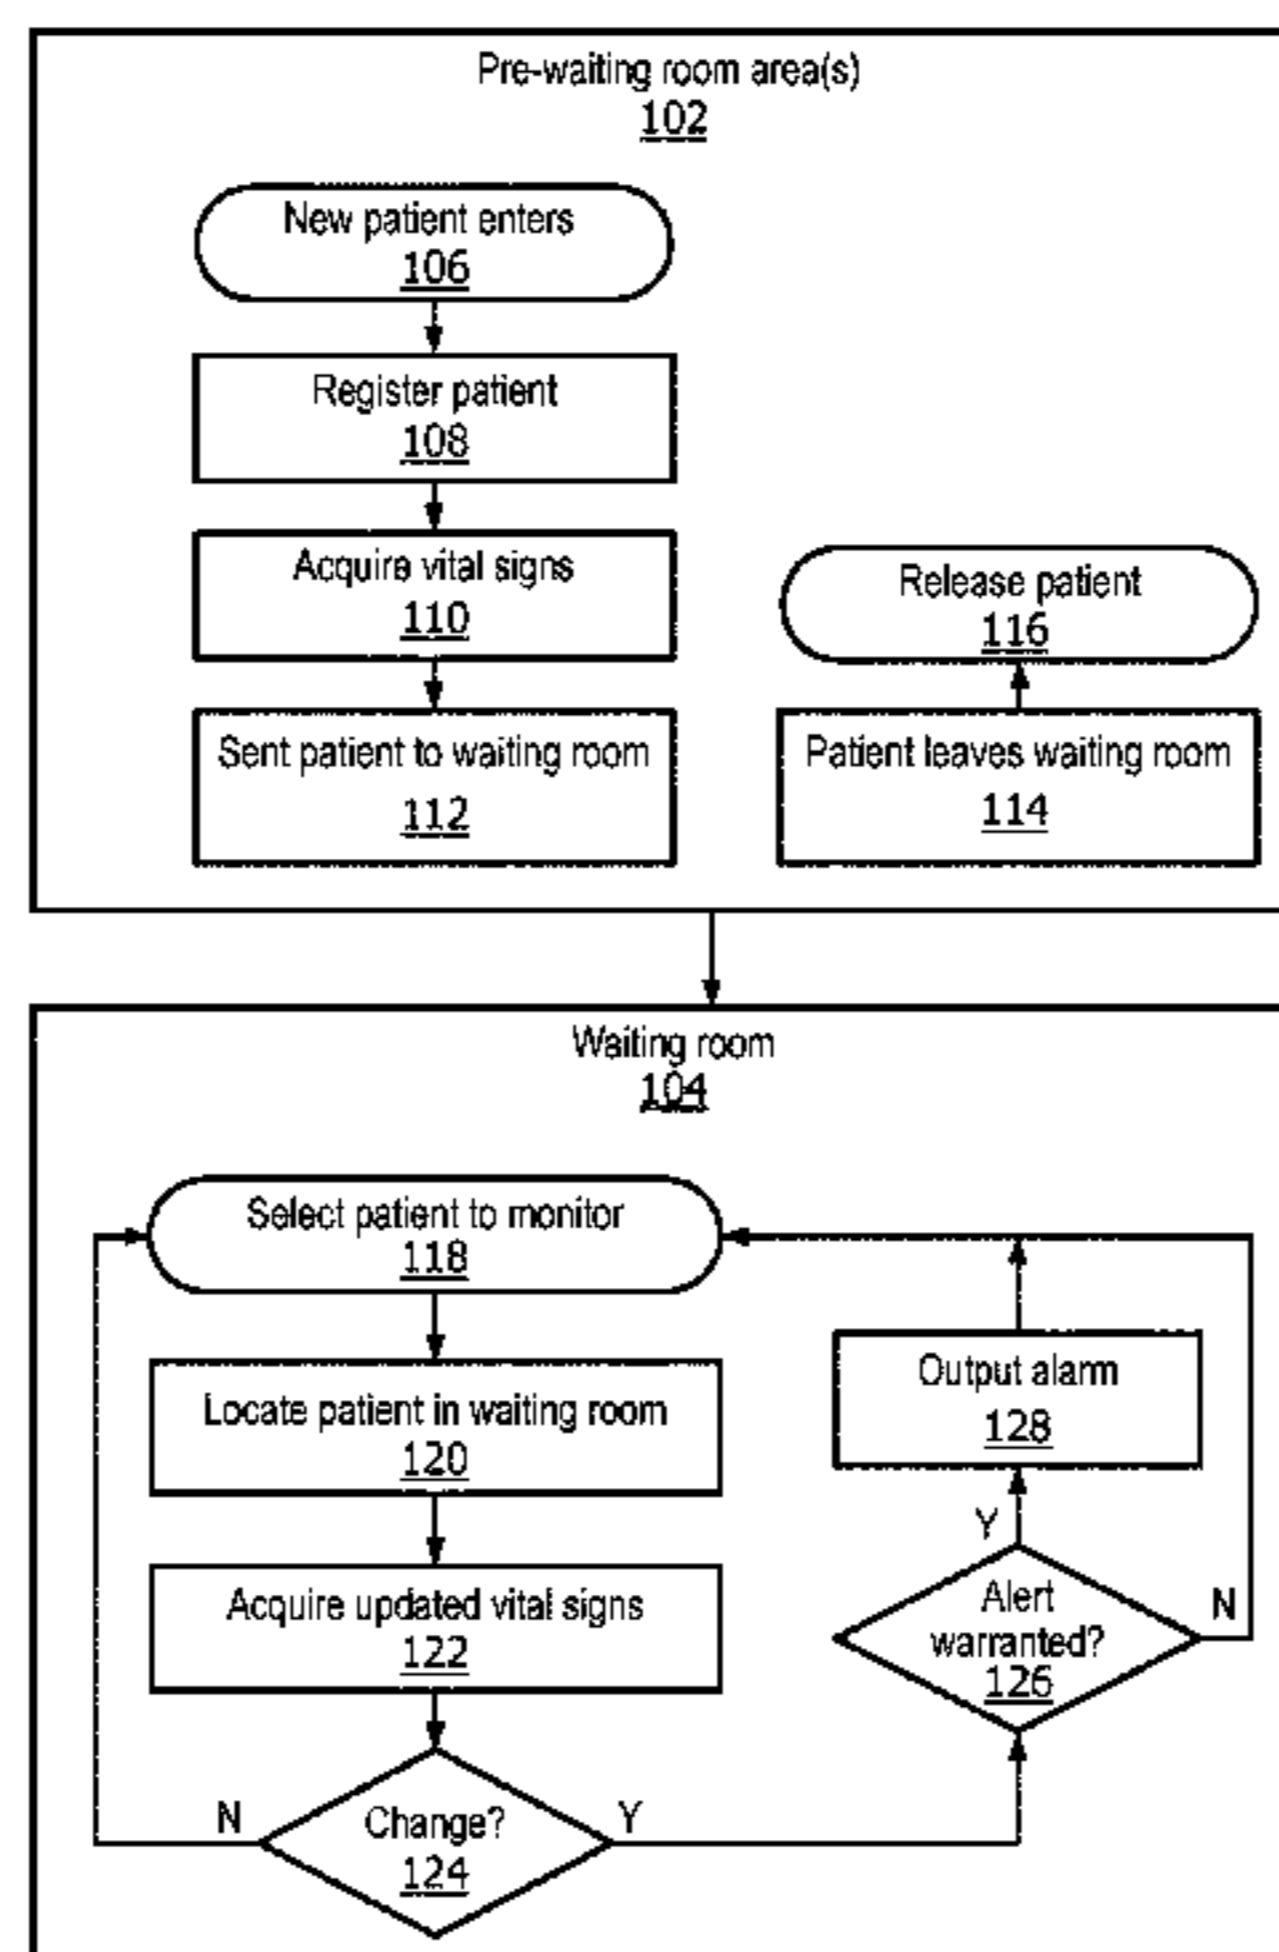 Pre-waiting room area(s)
102
New patient enters
106
Register patient
108
Acquire vital signs
110
Sent patient to waiting room
112
Release patient
116
Patient leaves waiting room
114
Waiting room
104
Select patient to monitor
118
Locate patient in waiting room
120
Acquire updated vital signs
122
N
Change?
124
Y
Output alarm
128
Y
Alert
warranted?
126
N